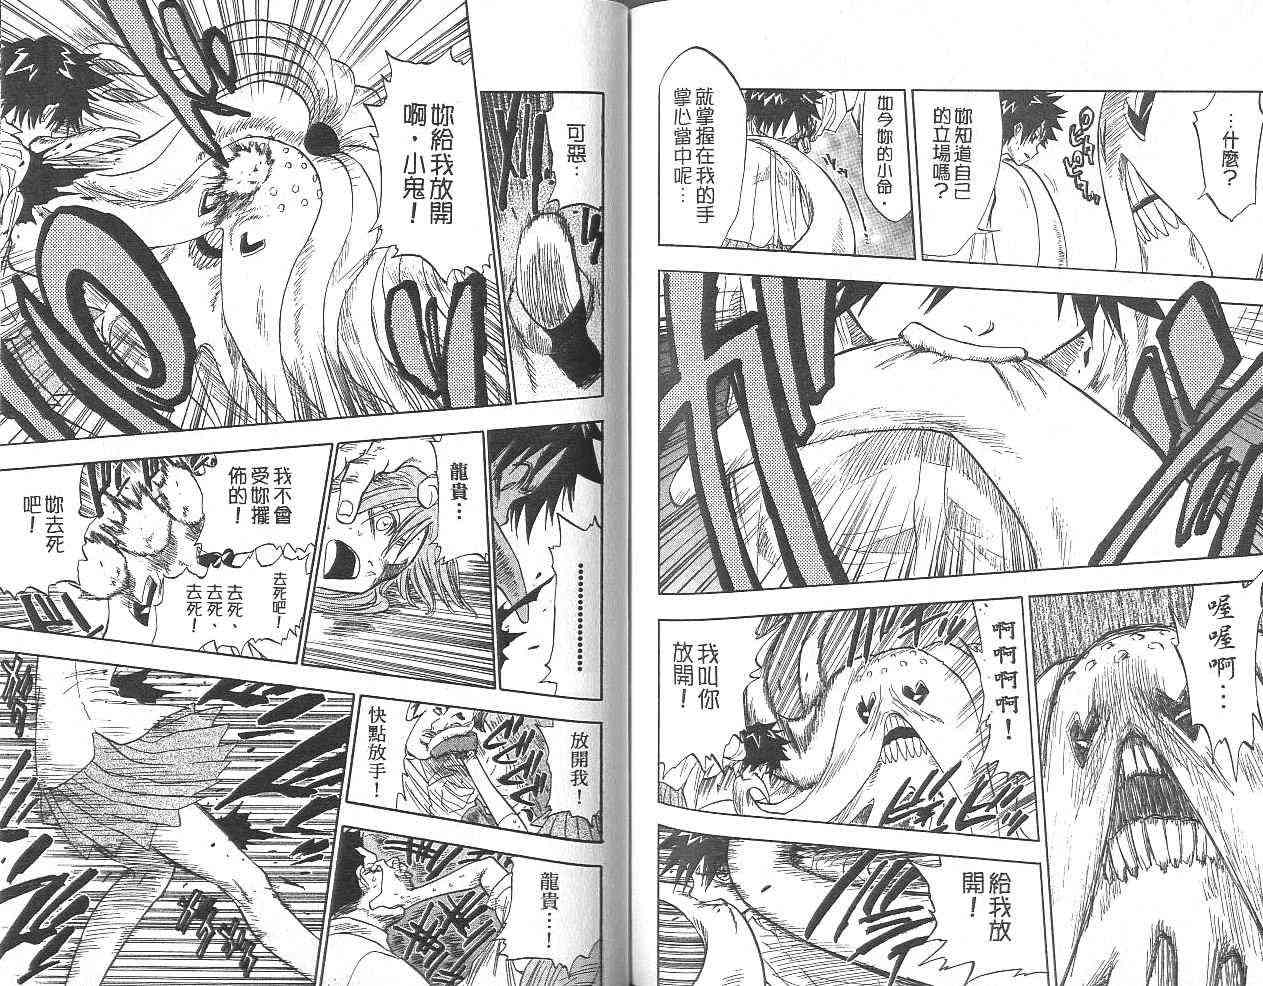 …什麼？
妳知道自己
的立場嗎？
如今妳的小命，
就掌握在我的手
掌心當中呢…
喔喔啊…
啊啊啊啊！
我叫你
放開！
給我放
開！
可惡…
妳給我放開
啊，小鬼！
…………
龍貴…
我不會
受妳擺
佈的！
去死吧！
去死、
去死、
去死！
妳去死
吧！
放開我！
快點放手！
龍貴…！